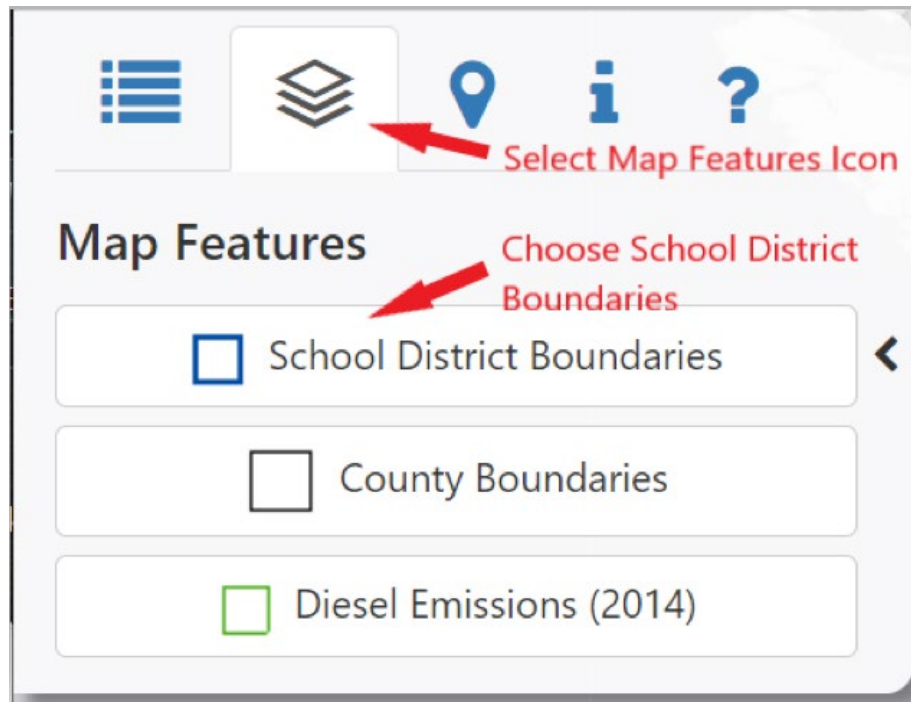 Select Map Features Icon
Map Features
Choose School District
Boundaries
School District Boundaries
County Boundaries
Diesel Emissions (2014)